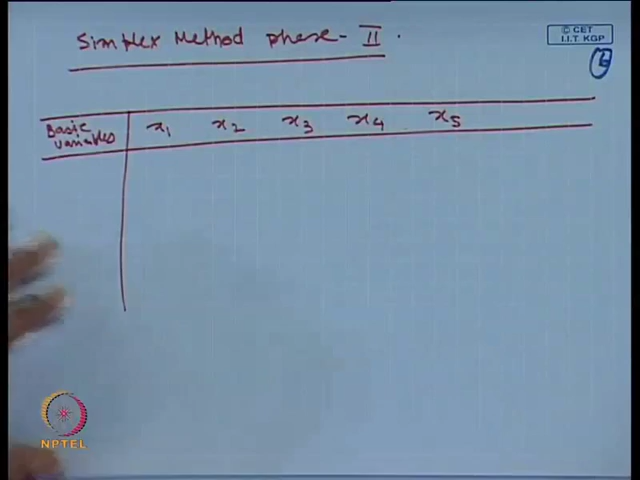 Simplex Method phase - II.
© CET
I.I.T. KGP
6
Basic variables x1 x2 x3 x4 x5
NPTEL